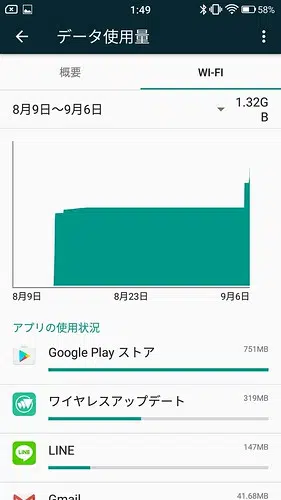 1:49
58%
データ使用量
概要
WI-FI
8月9日～9月6日
1.32G
B
8月9日
8月23日
9月6日
アプリの使用状況
Google Play ストア
751MB
ワイヤレスアップデート
319MB
LINE
LINE
147MB
Gmail
41.68MB